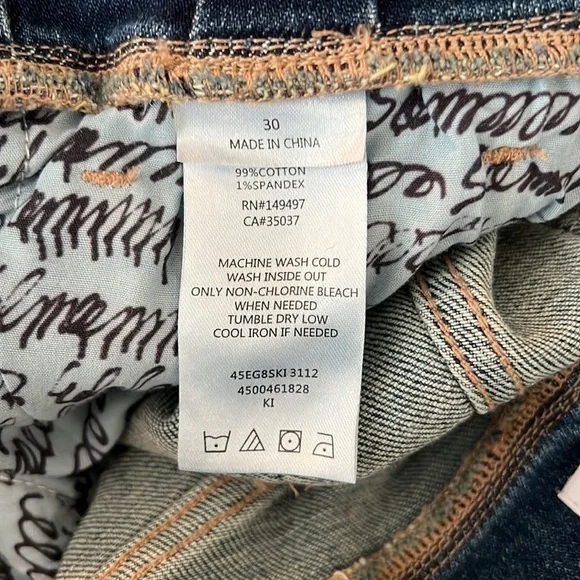 30
MADE IN CHINA
99%COTTON
1%SPANDEX
RN#149497
CA#35037
MACHINE WASH COLD
WASH INSIDE OUT
ONLY NON-CHLORINE BLEACH
WHEN NEEDED
TUMBLE DRY LOW
COOL IRON IF NEEDED
45EG8SKI 3112
4500461828
KI